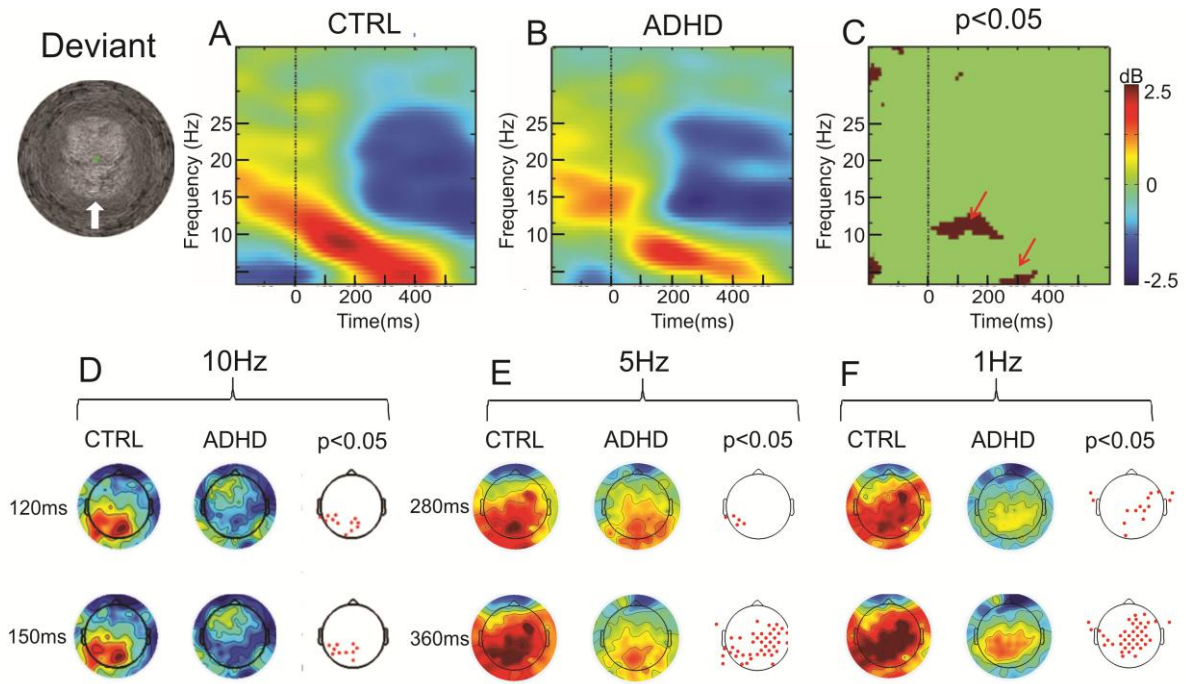 Deviant
A CTRL
B ADHD
C p<0.05
Frequency (Hz)
25
20
15
10
0 200 400
Time(ms)
Frequency (Hz)
25
20
15
10
0 200 400
Time(ms)
Frequency (Hz)
25
20
15
10
0 200 400
Time(ms)
dB
2.5
0
-2.5
D 10Hz
CTRL ADHD p<0.05
120ms
150ms
E 5Hz
CTRL ADHD p<0.05
280ms
360ms
F 1Hz
CTRL ADHD p<0.05